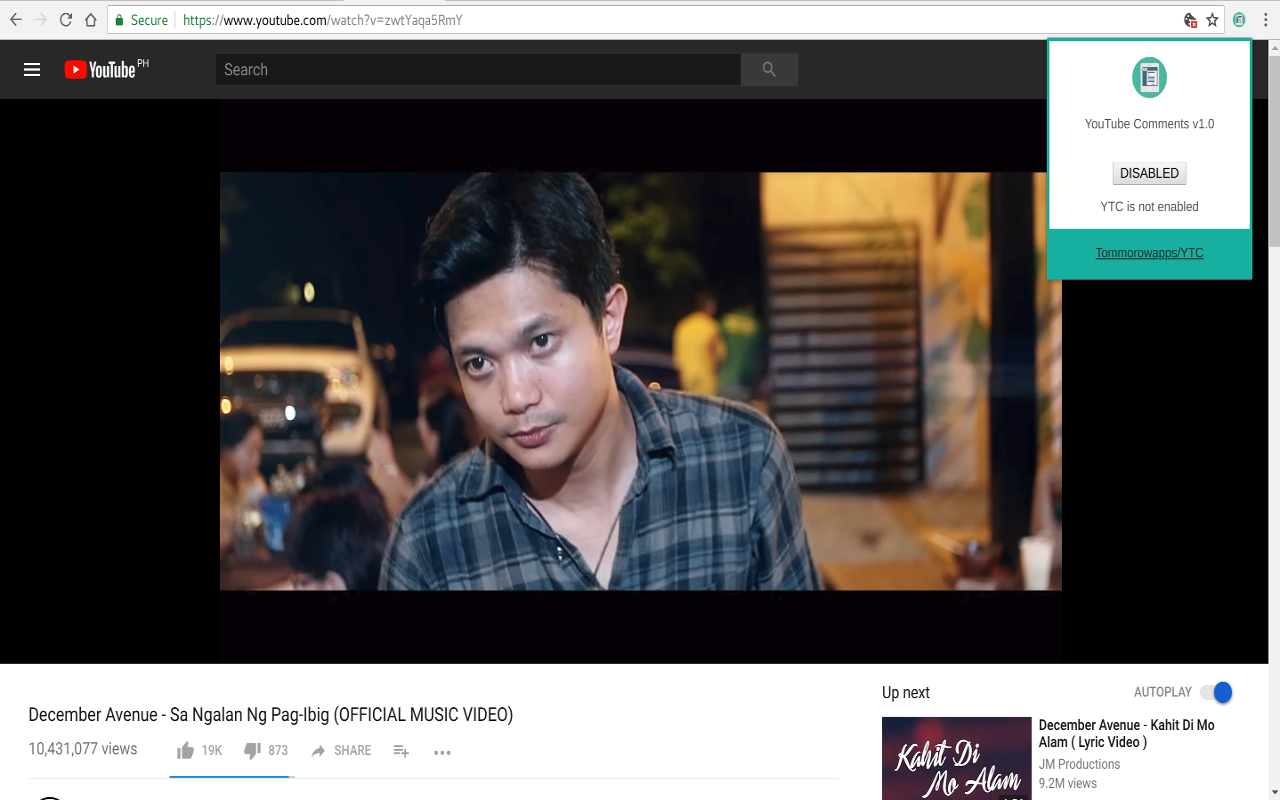 Secure
https://www.youtube.com/watch?v=zwtYaqa5RmY
YouTube PH
Search
YouTube Comments v1.0
DISABLED
YTC is not enabled
Tommorowapps/YTC
December Avenue - Sa Ngalan Ng Pag-Ibig (OFFICIAL MUSIC VIDEO)
10,431,077 views
19K
873
SHARE
Up next
AUTOPLAY
Kahit Di
Mo Alam
December Avenue - Kahit Di Mo
Alam ( Lyric Video )
JM Productions
9.2M views